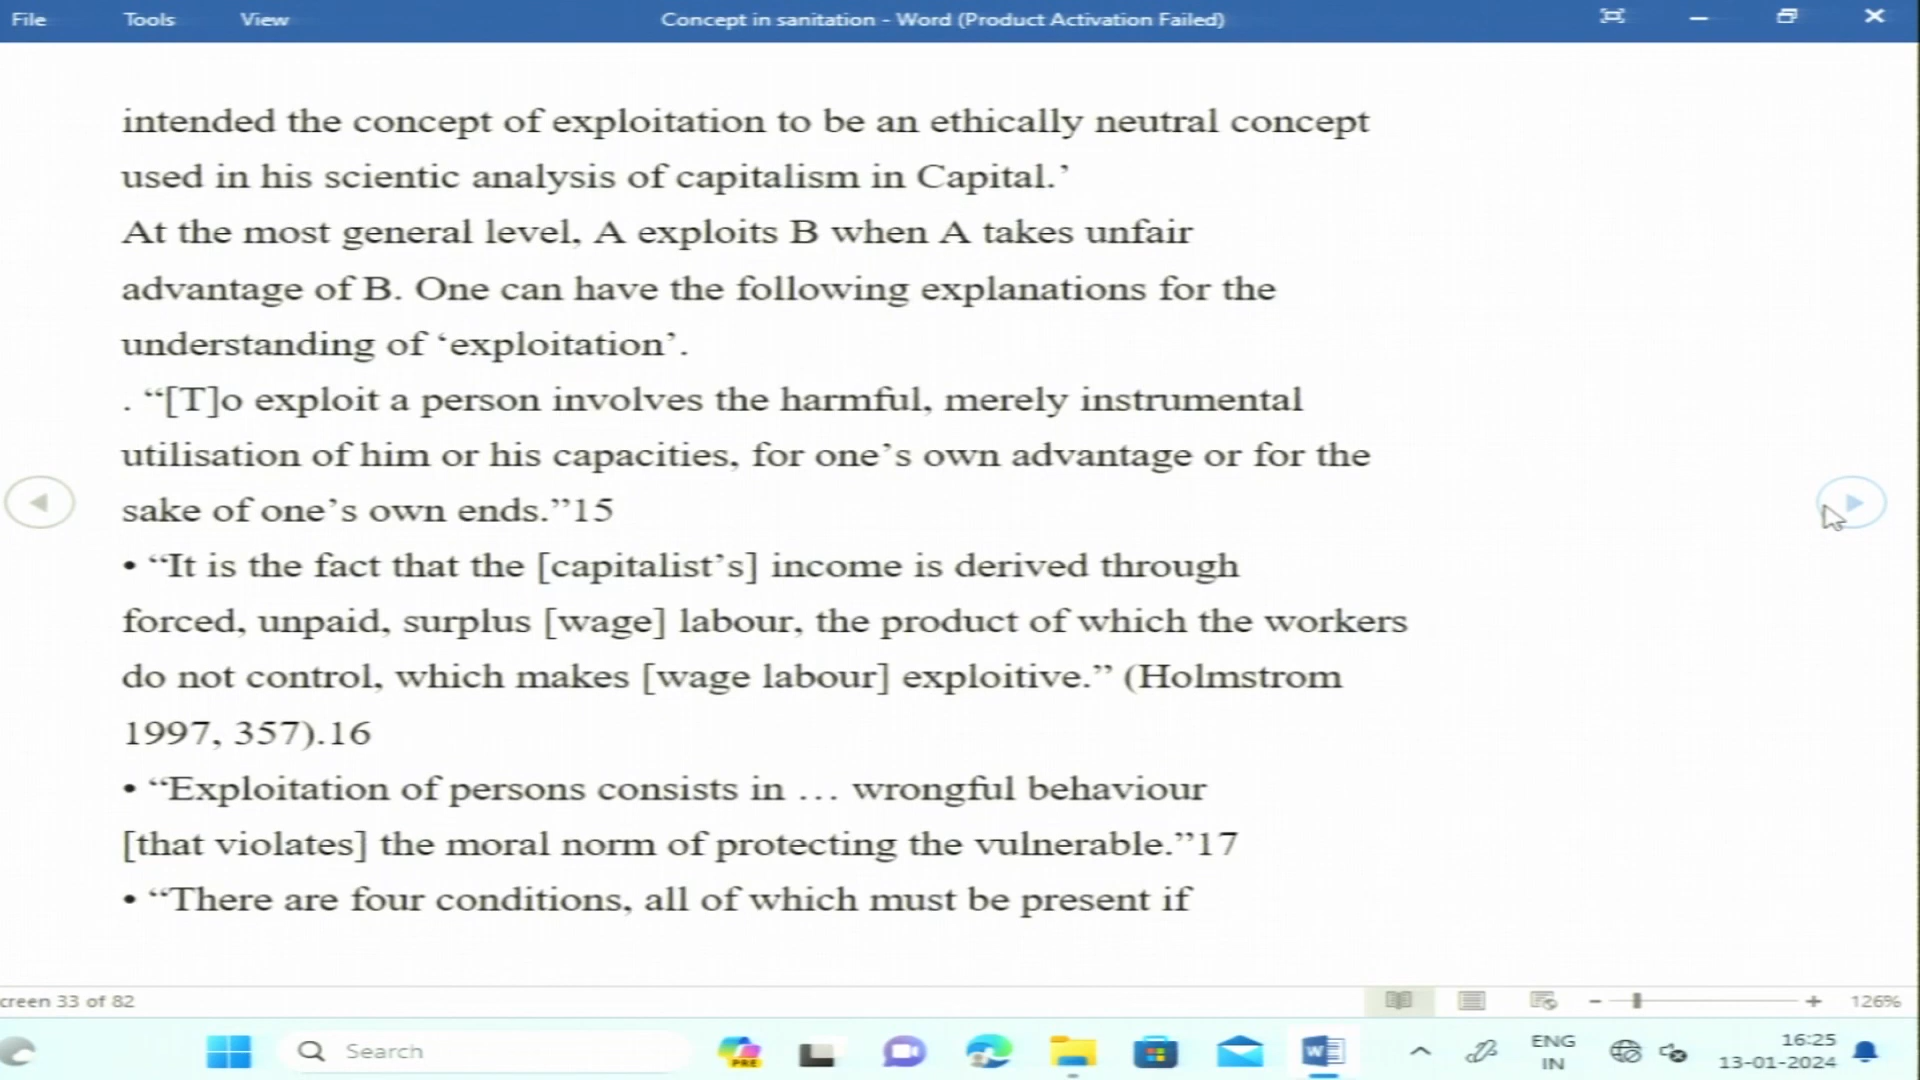 File Tools View Concept in sanitation - Word (Product Activation Failed)
intended the concept of exploitation to be an ethically neutral concept
used in his scientic analysis of capitalism in Capital.’
At the most general level, A exploits B when A takes unfair
advantage of B. One can have the following explanations for the
understanding of ‘exploitation’.
. “[T]o exploit a person involves the harmful, merely instrumental
utilisation of him or his capacities, for one’s own advantage or for the
sake of one’s own ends.”15
• “It is the fact that the [capitalist’s] income is derived through
forced, unpaid, surplus [wage] labour, the product of which the workers
do not control, which makes [wage labour] exploitive.” (Holmstrom
1997, 357).16
• “Exploitation of persons consists in … wrongful behaviour
[that violates] the moral norm of protecting the vulnerable.”17
• “There are four conditions, all of which must be present if
creen 33 of 82 126%
Search PRE ENG 16:25
IN 13-01-2024